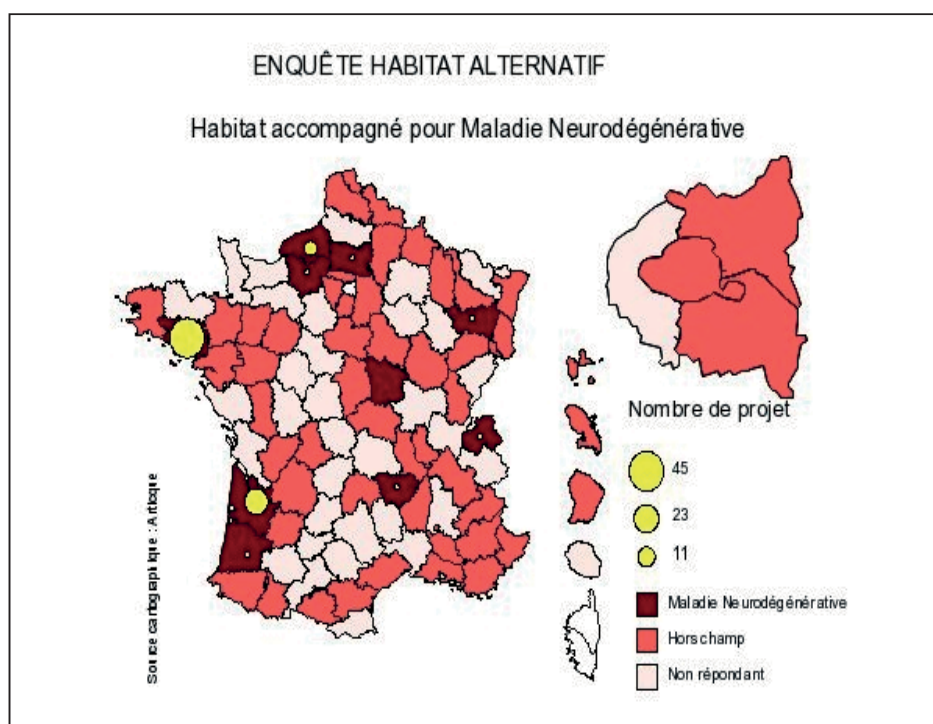 ENQUÊTE HABITAT ALTERNATIF
Habitat accompagné pour Maladie Neurodégénérative
Nombre de projet
45
23
11
Maladie Neurodégénérative
Hors champ
Non répondant
Source cartographique : Articque